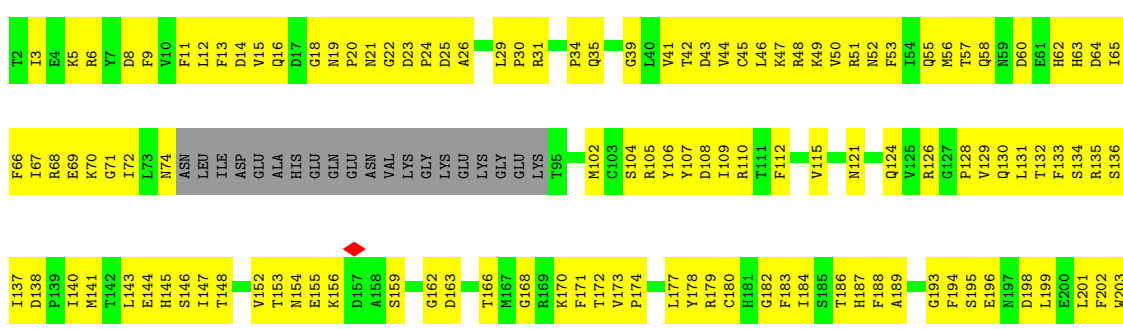 T2 I3 E4 K5 R6 Y7 D8 F9 V10 F11 L12 F13 D14 V15 Q16 D17 G18 N19 P20 N21 G22 D23 P24 D25 A26 L29 P30 R31 P34 Q35 G39 L40 V41 T42 D43 V44 C45 L46 K47 R48 K49 V50 R51 N52 F53 I54 Q55 M56 T57 Q58 N59 D60 E61 H62 H63 D64 I65
F66 I67 R68 E69 K70 G71 I72 L73 N74 ASN LEU ILE ASP GLU ALA HIS GLU GLN GLU ASN VAL LYS GLY LYS GLU LYS GLY GLU LYS T95 M102 C103 S104 R105 Y106 Y107 D108 I109 R110 T111 F112 V115 N121 Q124 V125 R126 G127 P128 V129 Q130 L131 T132 F133 S134 R135 S136
I137 D138 P139 I140 M141 T142 L143 E144 H145 S146 I147 T148 V152 T153 N154 E155 K156 D157 A158 S159 G162 D163 T166 M167 G168 R169 K170 F171 T172 V173 P174 L177 Y178 R179 C180 H181 G182 F183 I184 S185 T186 H187 F188 A189 G193 F194 S195 E196 N197 D198 L199 E200 L201 F202 W203